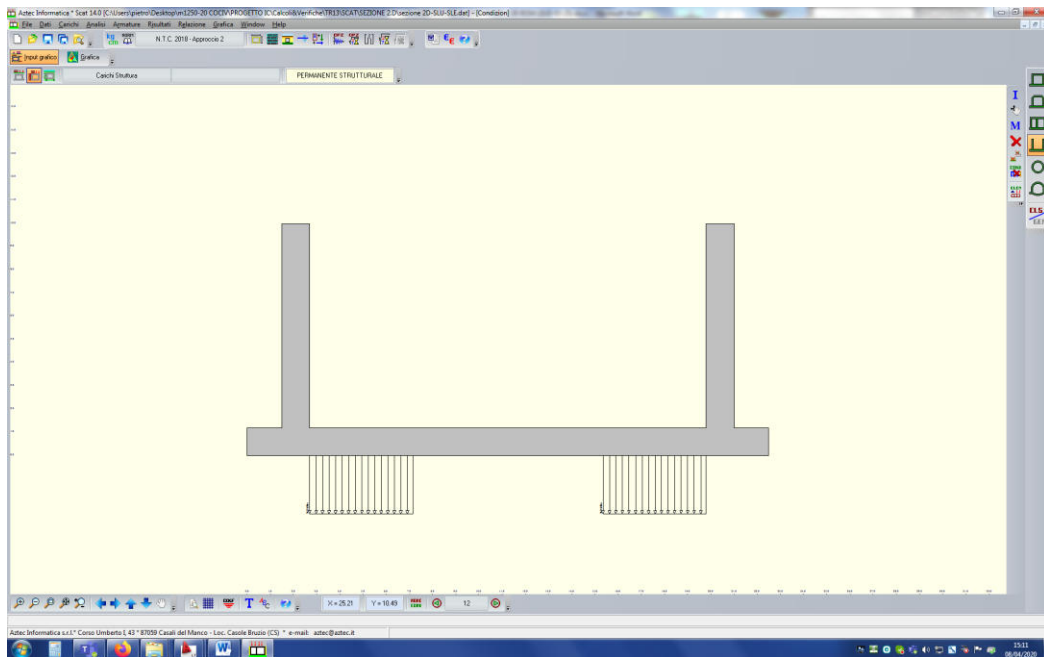 Aztec Informatica * Scat 14.0 [C:\Users\pietro\Desktop\m1250-20 COCIV\PROGETTO IC\Calcoli&Verifiche\TR13\SCAT\SEZIONE 2.D\sezione 2D-SLU-SLE.dat] - [Condizioni]
File Dati Carichi Analisi Armature Risultati Relazione Grafica Window Help
N.T.C. 2018 - Approccio 2
Input grafico Grafica
Carichi Struttura PERMANENTE STRUTTURALE
I
M
X = 25.21 Y = 10.49 12
Aztec Informatica s.r.l.* Corso Umberto I, 43 * 87059 Casali del Manco - Loc. Casole Bruzio (CS) * e-mail: aztec@aztec.it
15:11
06/04/2020